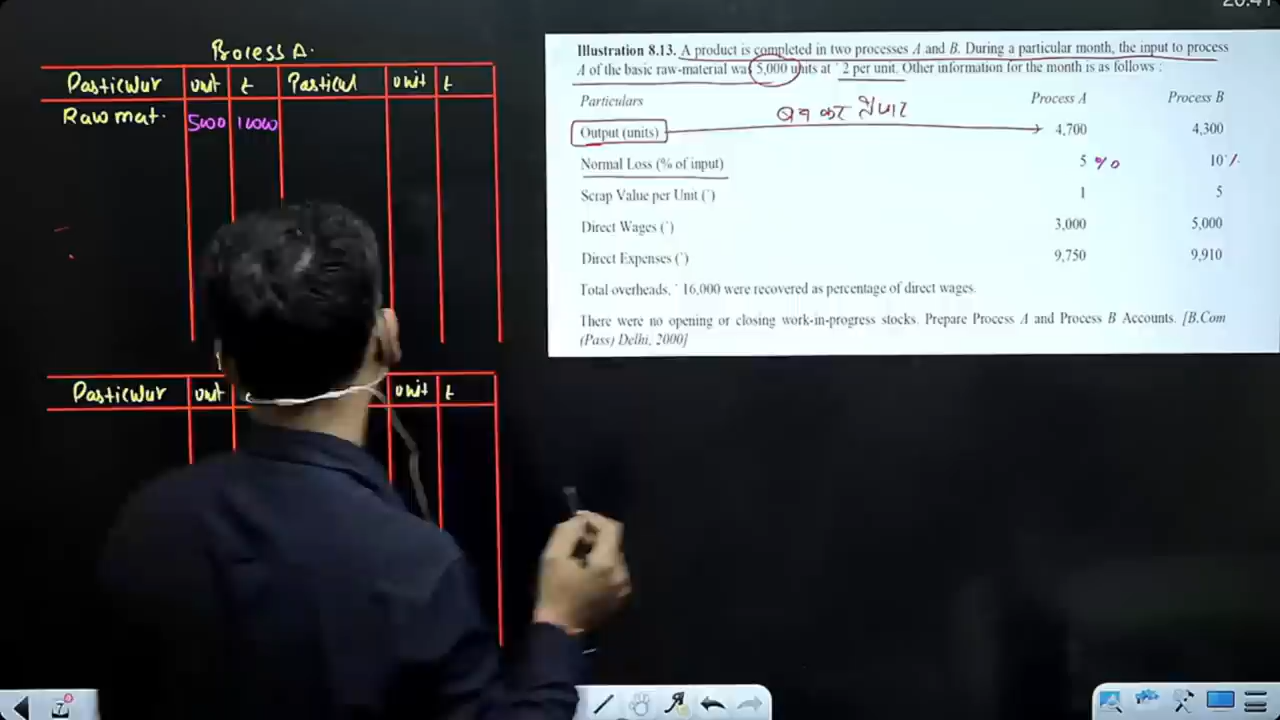 Process A.
Particular unit ₹ Particul unit ₹
Raw mat. 5000 10000
Particular unit unit ₹
Illustration 8.13. A product is completed in two processes A and B. During a particular month, the input to process
A of the basic raw-material was 5,000 units at ` 2 per unit. Other information for the month is as follows :
Particulars Process A Process B
बन कर तैयार
Output (units) 4,700 4,300
Normal Loss (% of input) 5 % 10%
Scrap Value per Unit (`) 1 5
Direct Wages (`) 3,000 5,000
Direct Expenses (`) 9,750 9,910
Total overheads, ` 16,000 were recovered as percentage of direct wages.
There were no opening or closing work-in-progress stocks. Prepare Process A and Process B Accounts. [B.Com
(Pass) Delhi, 2000]
7